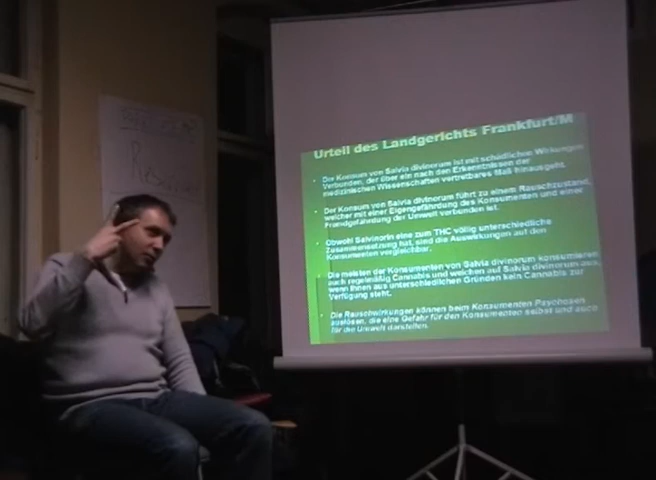 Urteil des Landgerichts Frankfurt/M
Der Konsum von Salvia divinorum ist mit schädlichen Wirkungen
Verbunden, der über ein nach den Erkenntnissen der
medizinischen Wissenschaften vertretbares Maß hinausgeht.
Der Konsum von Salvia divinorum führt zu einem Rauschzustand,
welcher mit einer Eigengefährdung des Konsumenten und einer
Fremdgefährdung der Umwelt verbunden ist.
Obwohl Salvinorin eine zum THC völlig unterschiedliche
Zusammensetzung hat, sind die Auswirkungen auf den
Konsumenten vergleichbar.
Die meisten der Konsumenten von Salvia divinorum konsumieren
auch regelmäßig Cannabis und weichen auf Salvia divinorum aus,
wenn Ihnen aus unterschiedlichen Gründen kein Cannabis zur
Verfügung steht.
Die Rauschwirkungen können beim Konsumenten Psychosen
auslösen, die eine Gefahr für den Konsumenten selbst und auch
für die Umwelt darstellen.